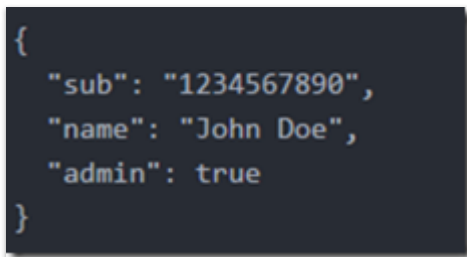 {
"sub": "1234567890",
"name": "John Doe",
"admin": true
}